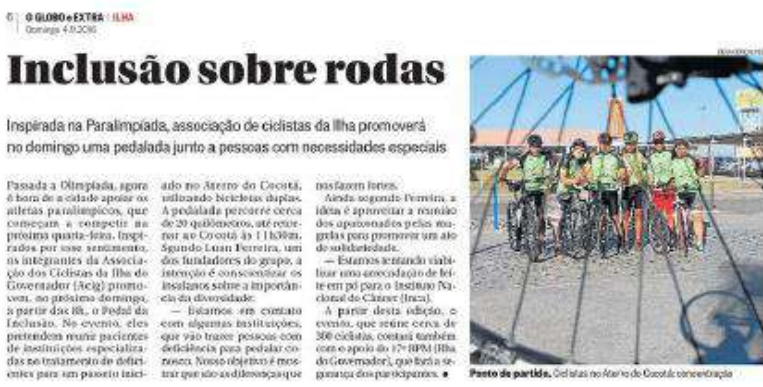 6 O GLOBO e EXTRA | ILHA
Domingo 4.9.2016
Inclusão sobre rodas
Inspirada na Paralimpíada, associação de ciclistas da Ilha promoverá
no domingo uma pedalada junto a pessoas com necessidades especiais
Passada a Olimpíada, agora
é hora de a cidade apoiar os
atletas paralímpicos, que
começam a competir na
próxima quarta-feira. Inspi-
rados por esse sentimento,
os integrantes da Associa-
ção dos Ciclistas da Ilha do
Governador (Acig) promo-
vem, no próximo domingo,
a partir das 8h, o Pedal da
Inclusão. No evento, eles
pretendem reunir pacientes
de instituições especializa-
das no tratamento de defici-
entes para um passeio inici-
ado no Aterro do Cocotá,
utilizando bicicletas duplas.
A pedalada percorre cerca
de 20 quilômetros, até retor-
nar ao Cocotá às 11h30m.
Segundo Luan Ferreira, um
dos fundadores do grupo, a
intenção é conscientizar os
insulanos sobre a importân-
cia da diversidade.
— Estamos em contato
com algumas instituições,
que vão trazer pessoas com
deficiência para pedalar co-
nosco. Nosso objetivo é mos-
trar que são as diferenças que
nos fazem fortes.
Ainda segundo Ferreira, a
ideia é aproveitar a reunião
dos apaixonados pelas ma-
grelas para promover um ato
de solidariedade.
— Estamos tentando viabi-
lizar uma arrecadação de lei-
te em pó para o Instituto Na-
cional do Câncer (Inca).
A partir desta edição, o
evento, que reúne cerca de
300 ciclistas, contará também
com o apoio do 17º BPM (Ilha
do Governador), que fará a se-
gurança dos participantes.
Ponto de partida. Ciclistas no Aterro do Cocotá: concentração